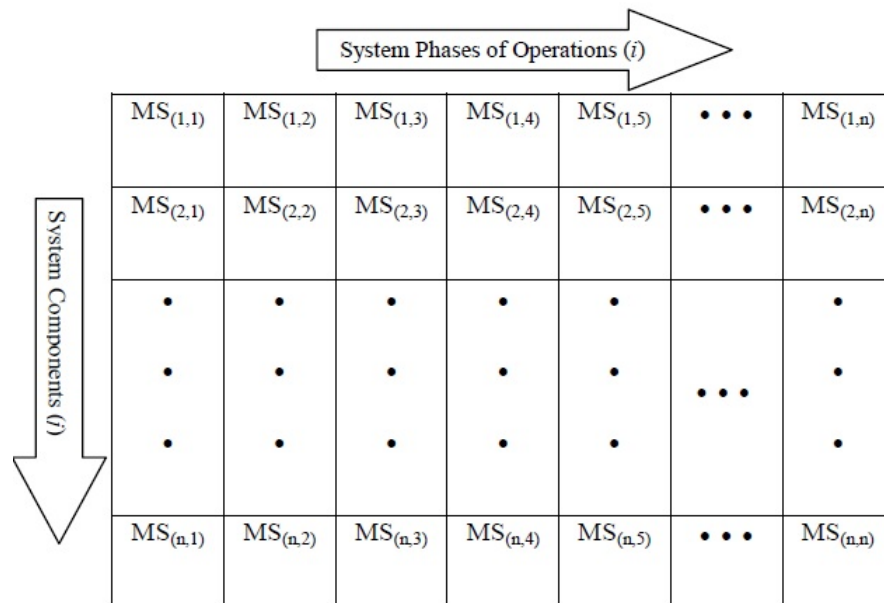 System Phases of Operations (i)
System Components
MS(1,1) MS(1,2) MS(1,3) MS(1,4) MS(1,5) • • • MS(1,n)
MS(2,1) MS(2,2) MS(2,3) MS(2,4) MS(2,5) • • • MS(2,n)
• • • • • •
• • • • • • • • •
• • • • • •
MS(n,1) MS(n,2) MS(n,3) MS(n,4) MS(n,5) • • • MS(n,n)